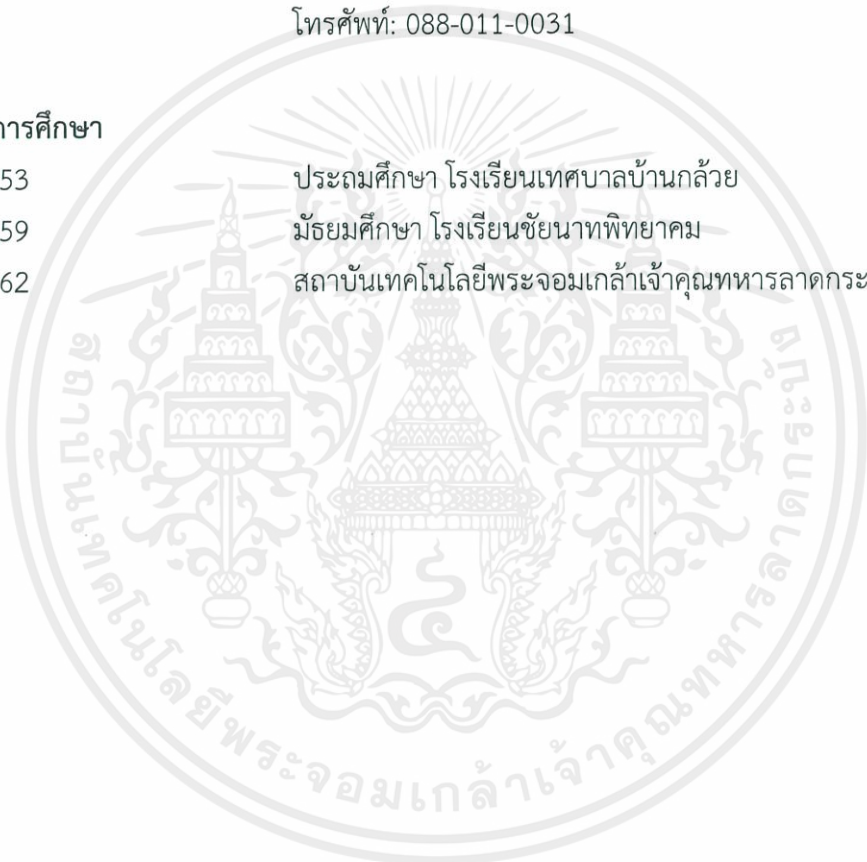 โทรศัพท์: 088-011-0031
การศึกษา
53 ประถมศึกษา โรงเรียนเทศบาลบ้านกล้วย
59 มัธยมศึกษา โรงเรียนชัยนาทพิทยาคม
62 สถาบันเทคโนโลยีพระจอมเกล้าเจ้าคุณทหารลาดกระ
สถาบันเทคโนโลยีพระจอมเกล้าเจ้าคุณทหารลาดกระบัง
๔